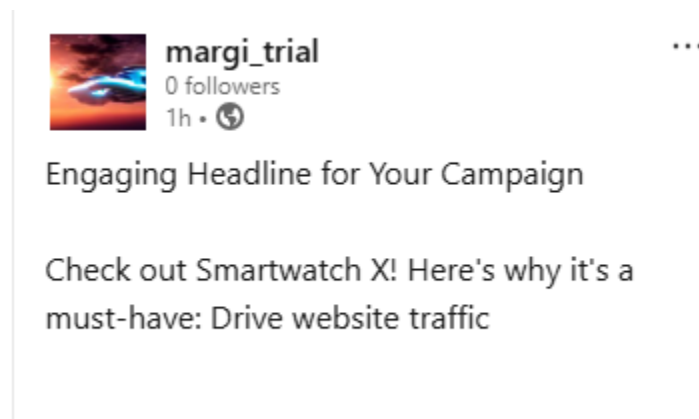 margi_trial
0 followers
1h •
Engaging Headline for Your Campaign
Check out Smartwatch X! Here's why it's a
must-have: Drive website traffic